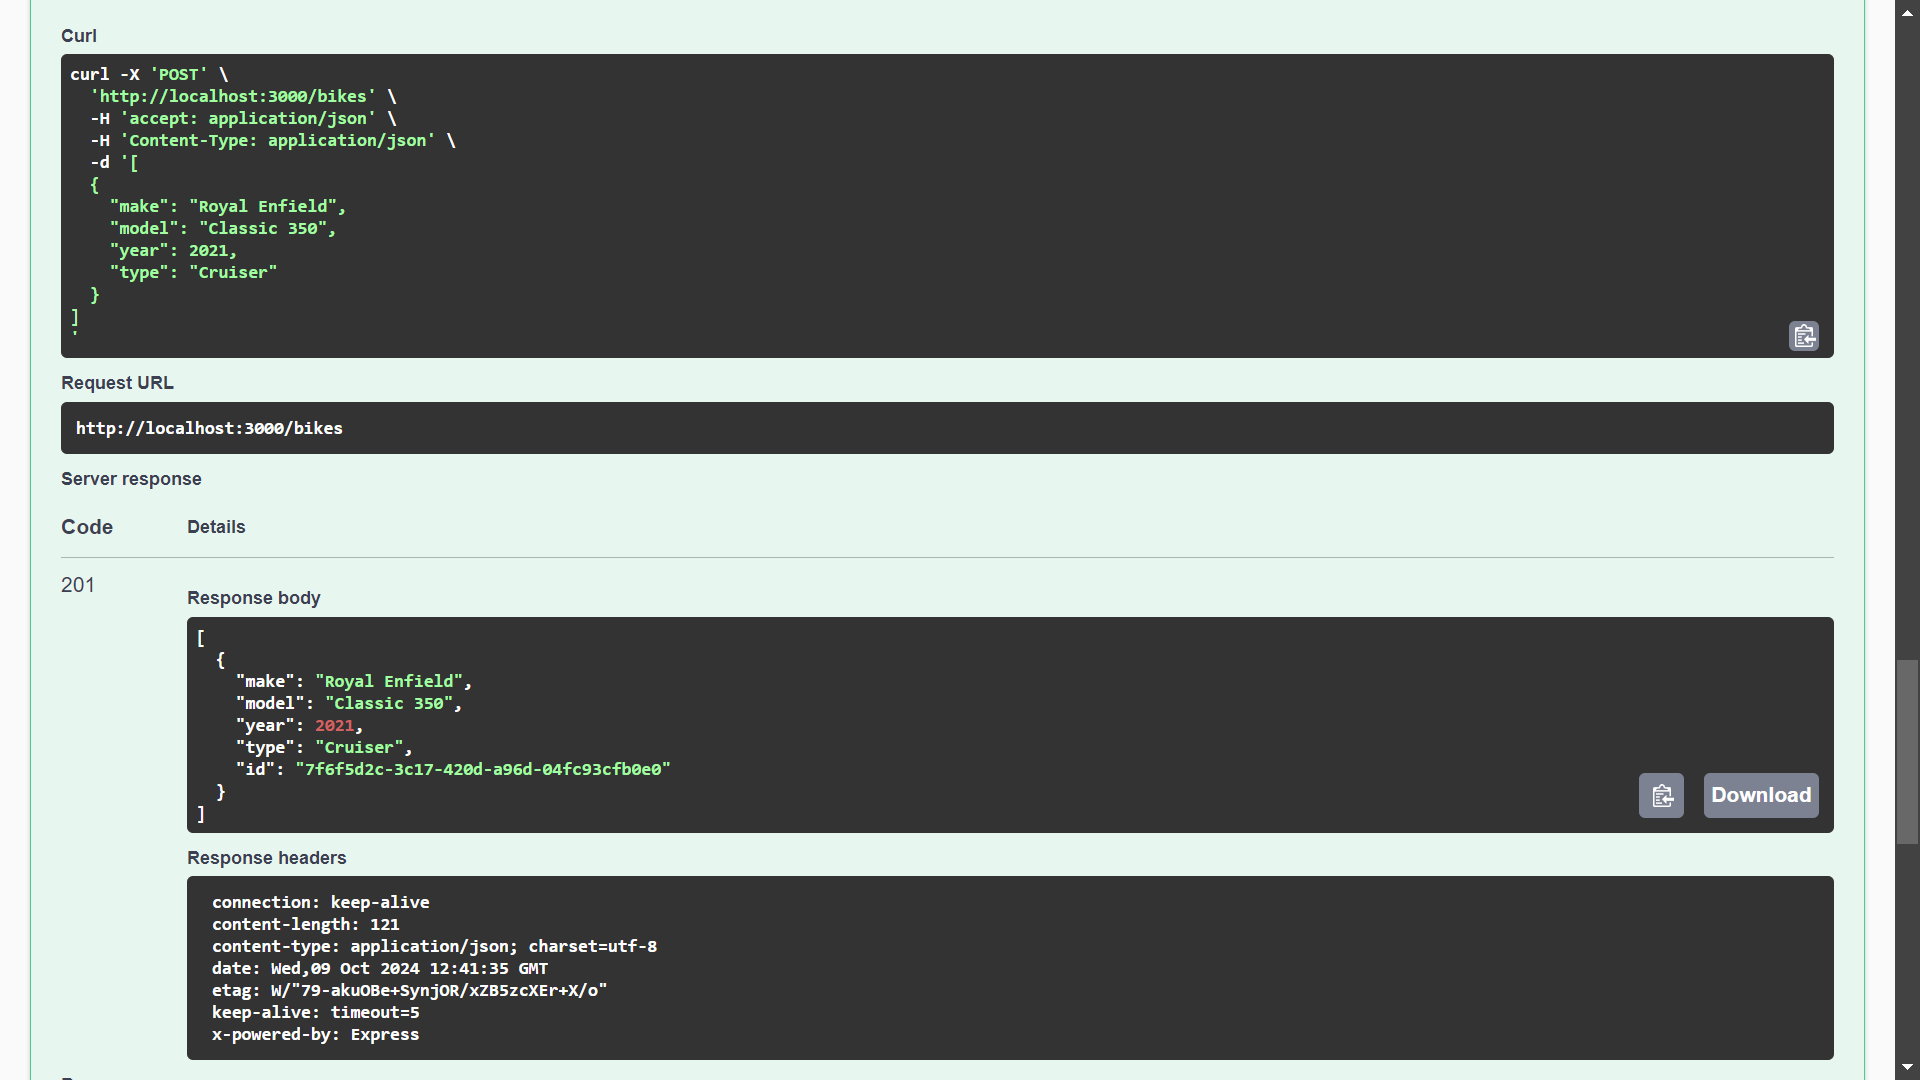 Curl
curl -X 'POST' \
  'http://localhost:3000/bikes' \
  -H 'accept: application/json' \
  -H 'Content-Type: application/json' \
  -d '[
  {
    "make": "Royal Enfield",
    "model": "Classic 350",
    "year": 2021,
    "type": "Cruiser"
  }
]
'
Request URL
http://localhost:3000/bikes
Server response
Code Details
201
Response body
[
  {
    "make": "Royal Enfield",
    "model": "Classic 350",
    "year": 2021,
    "type": "Cruiser",
    "id": "7f6f5d2c-3c17-420d-a96d-04fc93cfb0e0"
  }
]
Download
Response headers
connection: keep-alive
content-length: 121
content-type: application/json; charset=utf-8
date: Wed,09 Oct 2024 12:41:35 GMT
etag: W/"79-akuOBe+SynjOR/xZB5zcXEr+X/o"
keep-alive: timeout=5
x-powered-by: Express